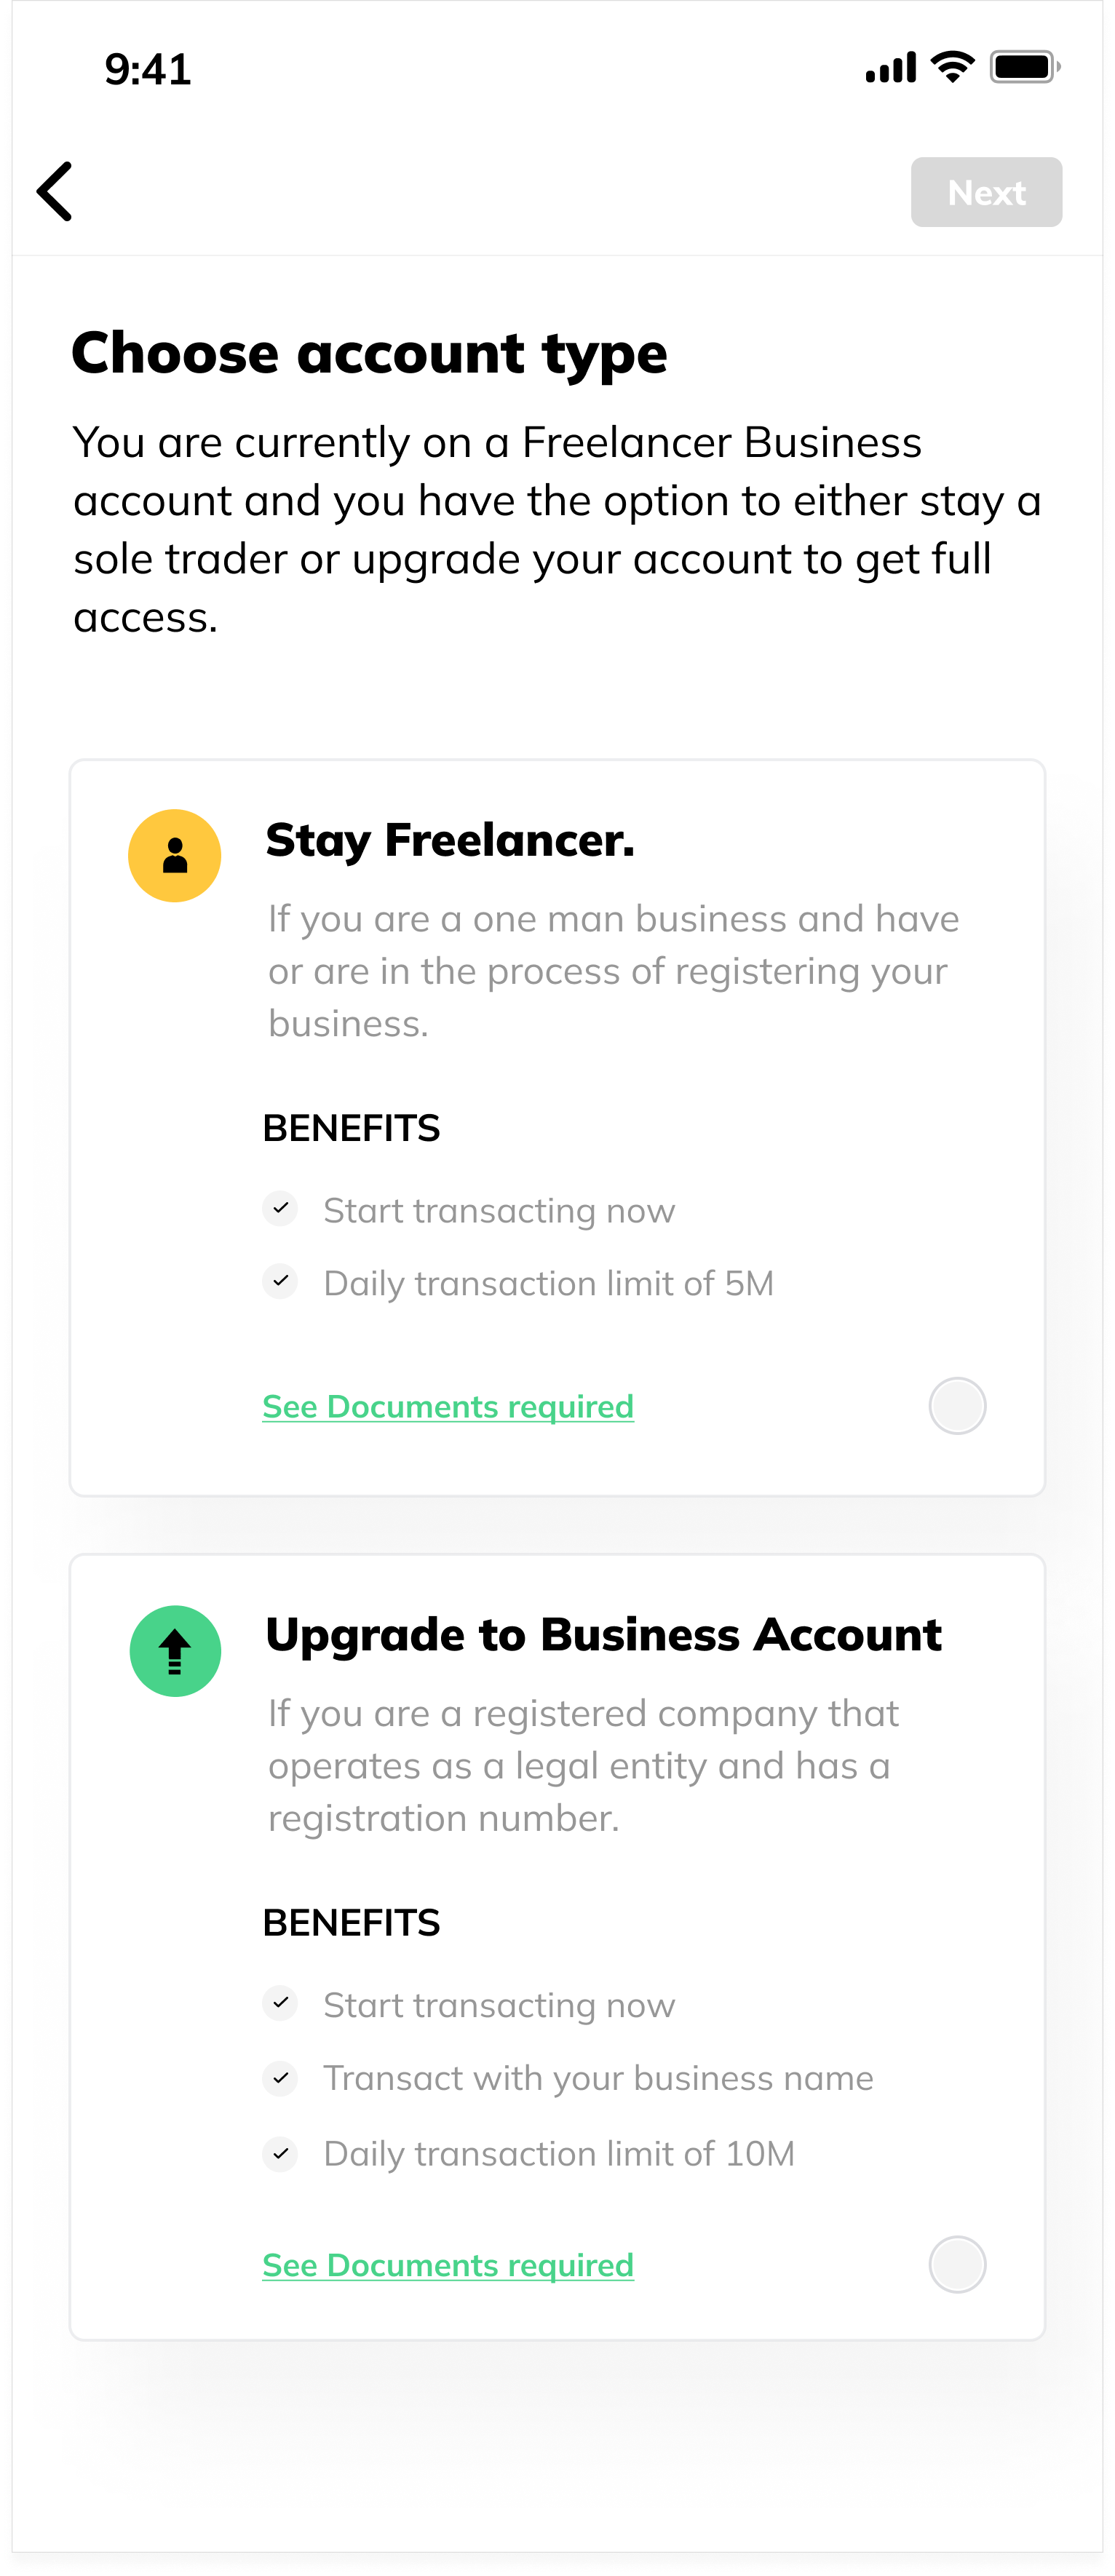 9:41
Next
Choose account type
You are currently on a Freelancer Business
account and you have the option to either stay a
sole trader or upgrade your account to get full
access.
Stay Freelancer.
If you are a one man business and have
or are in the process of registering your
business.
BENEFITS
Start transacting now
Daily transaction limit of 5M
See Documents required
Upgrade to Business Account
If you are a registered company that
operates as a legal entity and has a
registration number.
BENEFITS
Start transacting now
Transact with your business name
Daily transaction limit of 10M
See Documents required